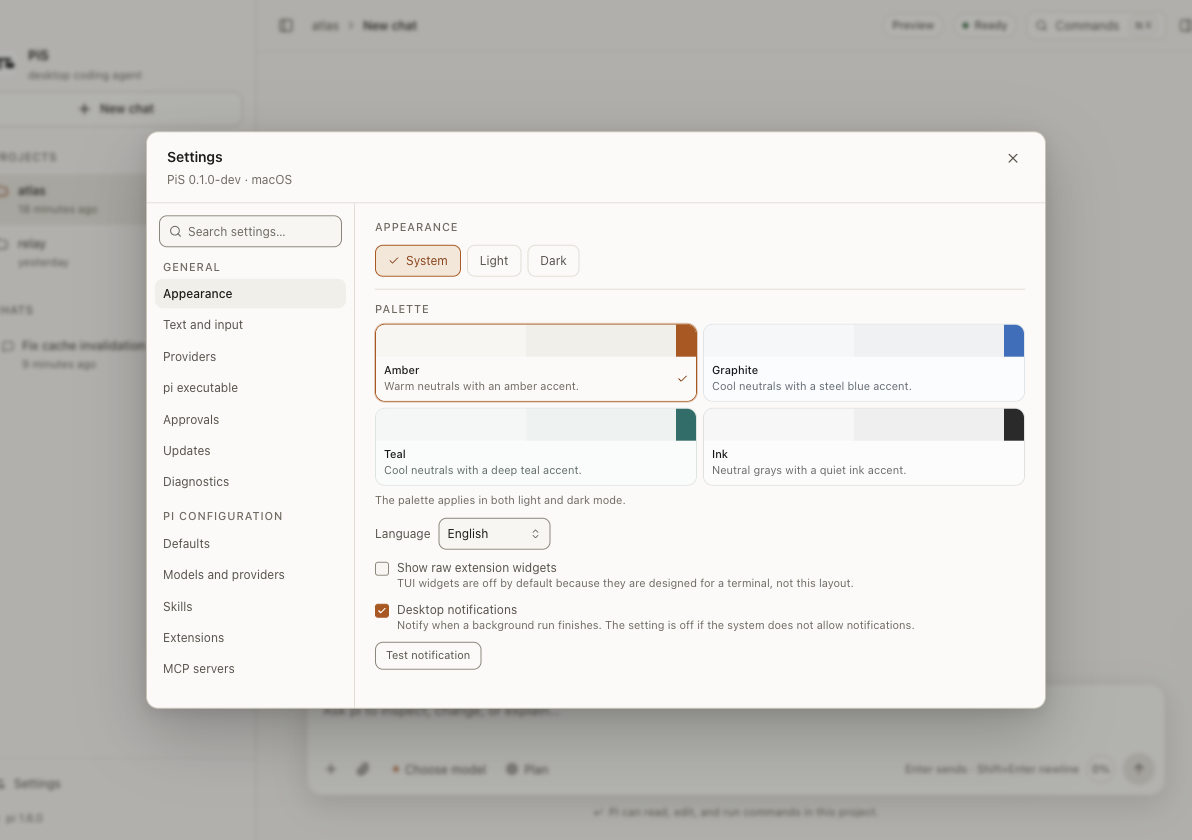 atlas > New chat
Preview
Ready
Commands
⌘K
PiS
desktop coding agent
+ New chat
ROJECTS
atlas
18 minutes ago
relay
yesterday
HATS
Fix cache invalidation
9 minutes ago
Settings
PiS 0.1.0-dev · macOS
Search settings...
GENERAL
Appearance
Text and input
Providers
pi executable
Approvals
Updates
Diagnostics
PI CONFIGURATION
Defaults
Models and providers
Skills
Extensions
MCP servers
APPEARANCE
System
Light
Dark
PALETTE
Amber
Warm neutrals with an amber accent.
Graphite
Cool neutrals with a steel blue accent.
Teal
Cool neutrals with a deep teal accent.
Ink
Neutral grays with a quiet ink accent.
The palette applies in both light and dark mode.
Language
English
Show raw extension widgets
TUI widgets are off by default because they are designed for a terminal, not this layout.
Desktop notifications
Notify when a background run finishes. The setting is off if the system does not allow notifications.
Test notification
Ask pi to inspect, change, or explain...
Choose model
Plan
Enter sends · Shift+Enter newline
0%
Pi can read, edit, and run commands in this project.
Settings